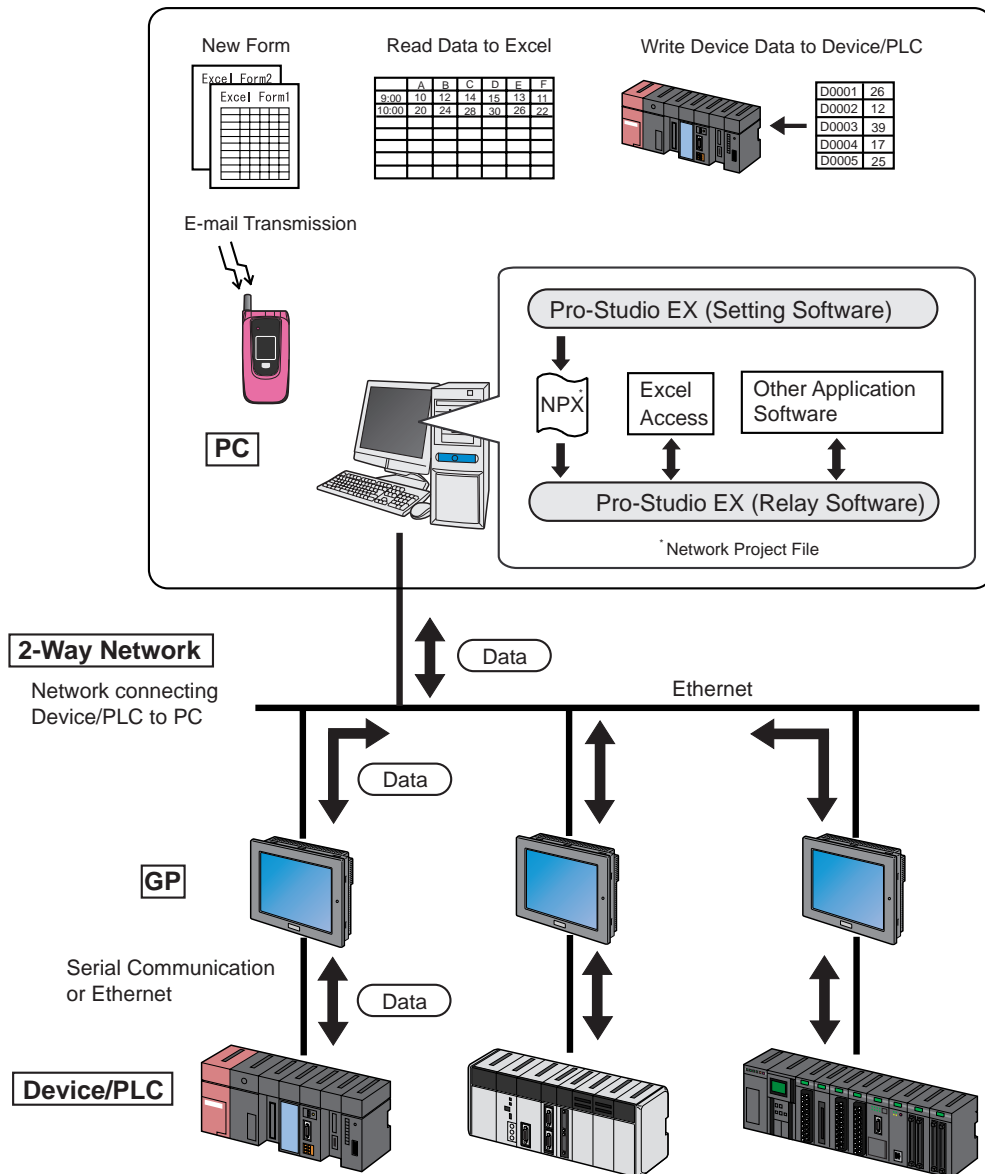 New Form
Read Data to Excel
Write Device Data to Device/PLC
Excel Form2
Excel Form1
A B C D E F
9:00 10 12 14 15 13 11
10:00 20 24 28 30 26 22
D0001 26
D0002 12
D0003 39
D0004 17
D0005 25
E-mail Transmission
PC
Pro-Studio EX (Setting Software)
NPX*
Excel
Access
Other Application
Software
Pro-Studio EX (Relay Software)
*Network Project File
2-Way Network
Data
Network connecting
Device/PLC to PC
Ethernet
Data
GP
Serial Communication
or Ethernet
Data
Device/PLC